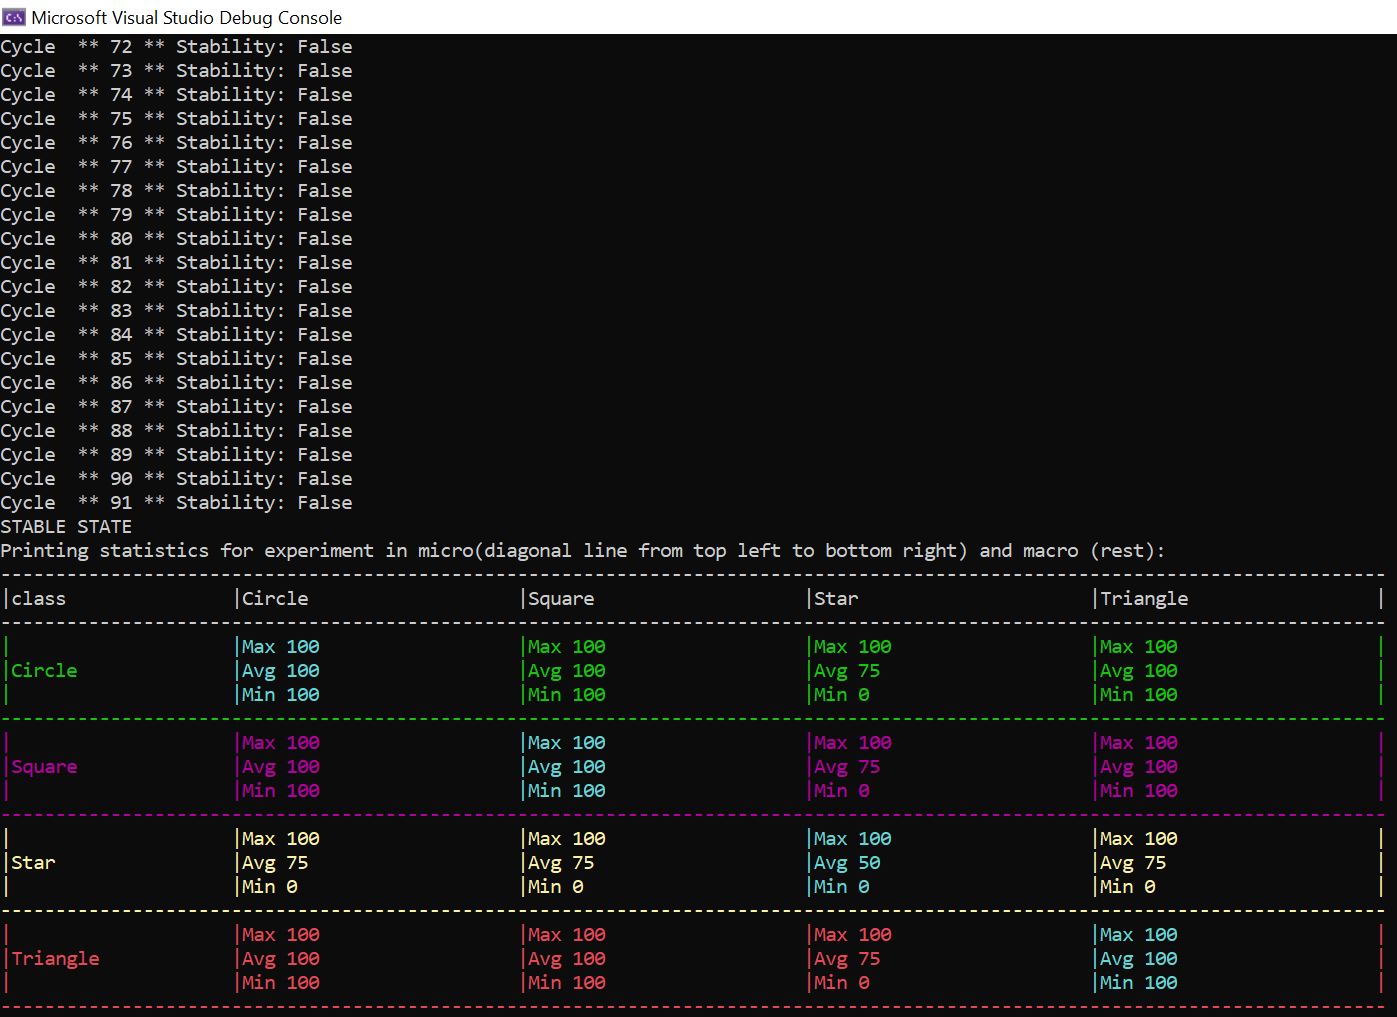 Microsoft Visual Studio Debug Console
Cycle  ** 72 ** Stability: False
Cycle  ** 73 ** Stability: False
Cycle  ** 74 ** Stability: False
Cycle  ** 75 ** Stability: False
Cycle  ** 76 ** Stability: False
Cycle  ** 77 ** Stability: False
Cycle  ** 78 ** Stability: False
Cycle  ** 79 ** Stability: False
Cycle  ** 80 ** Stability: False
Cycle  ** 81 ** Stability: False
Cycle  ** 82 ** Stability: False
Cycle  ** 83 ** Stability: False
Cycle  ** 84 ** Stability: False
Cycle  ** 85 ** Stability: False
Cycle  ** 86 ** Stability: False
Cycle  ** 87 ** Stability: False
Cycle  ** 88 ** Stability: False
Cycle  ** 89 ** Stability: False
Cycle  ** 90 ** Stability: False
Cycle  ** 91 ** Stability: False
STABLE STATE
Printing statistics for experiment in micro(diagonal line from top left to bottom right) and macro (rest):
|class |Circle |Square |Star |Triangle |
| |Max 100 |Max 100 |Max 100 |Max 100 |
|Circle |Avg 100 |Avg 100 |Avg 75 |Avg 100 |
| |Min 100 |Min 100 |Min 0 |Min 100 |
| |Max 100 |Max 100 |Max 100 |Max 100 |
|Square |Avg 100 |Avg 100 |Avg 75 |Avg 100 |
| |Min 100 |Min 100 |Min 0 |Min 100 |
| |Max 100 |Max 100 |Max 100 |Max 100 |
|Star |Avg 75 |Avg 75 |Avg 50 |Avg 75 |
| |Min 0 |Min 0 |Min 0 |Min 0 |
| |Max 100 |Max 100 |Max 100 |Max 100 |
|Triangle |Avg 100 |Avg 100 |Avg 75 |Avg 100 |
| |Min 100 |Min 100 |Min 0 |Min 100 |